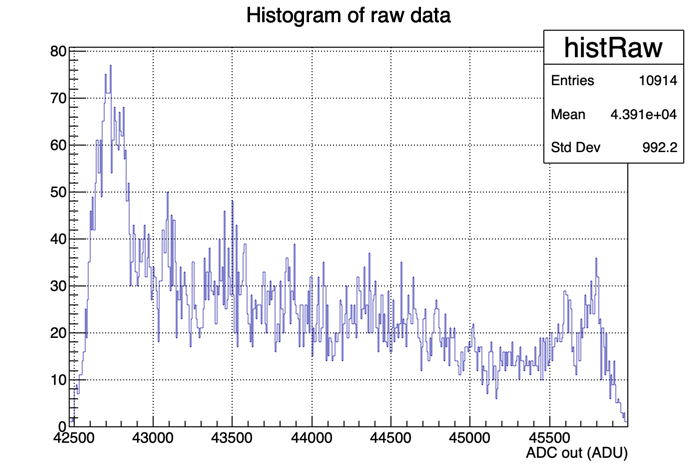 Histogram of raw data
histRaw
Entries 10914
Mean 4.391e+04
Std Dev 992.2
80
70
60
50
40
30
20
10
0
42500 43000 43500 44000 44500 45000 45500
ADC out (ADU)